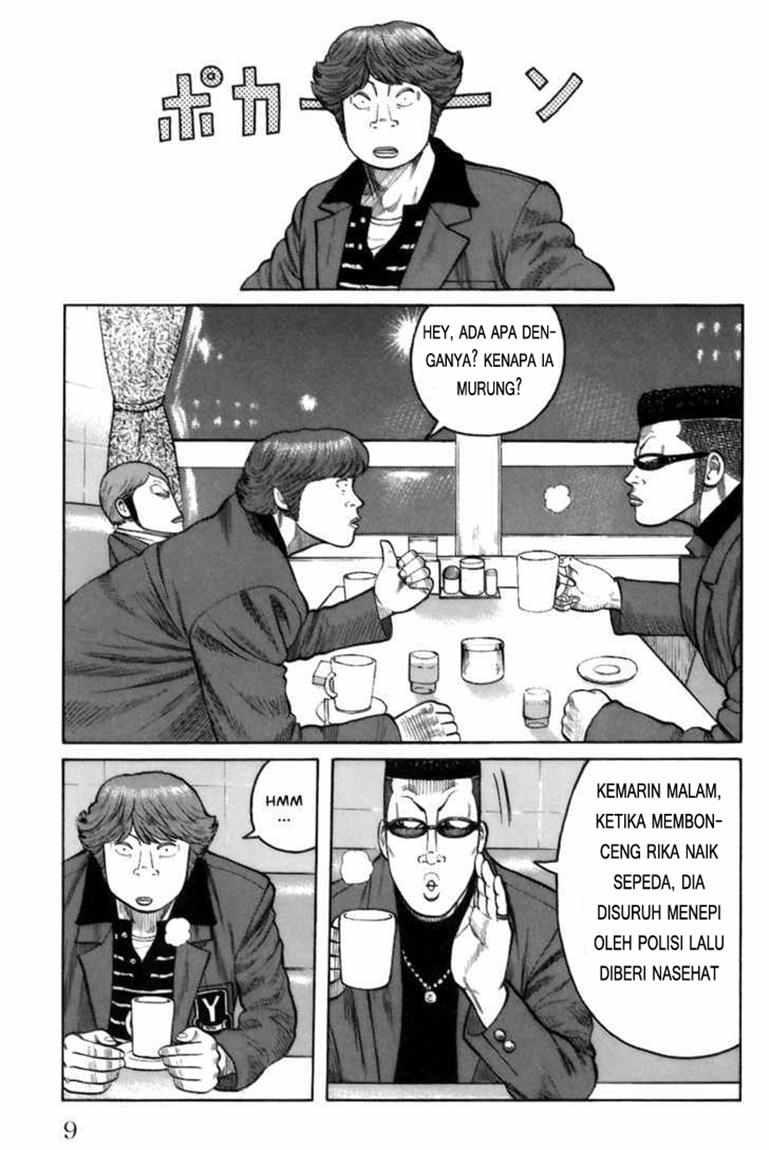 ポカーーン
HEY, ADA APA DEN-
GANYA? KENAPA IA
MURUNG?
HMM
...
Y
KEMARIN MALAM,
KETIKA MEMBON-
CENG RIKA NAIK
SEPEDA, DIA
DISURUH MENEPI
OLEH POLISI LALU
DIBERI NASEHAT
9